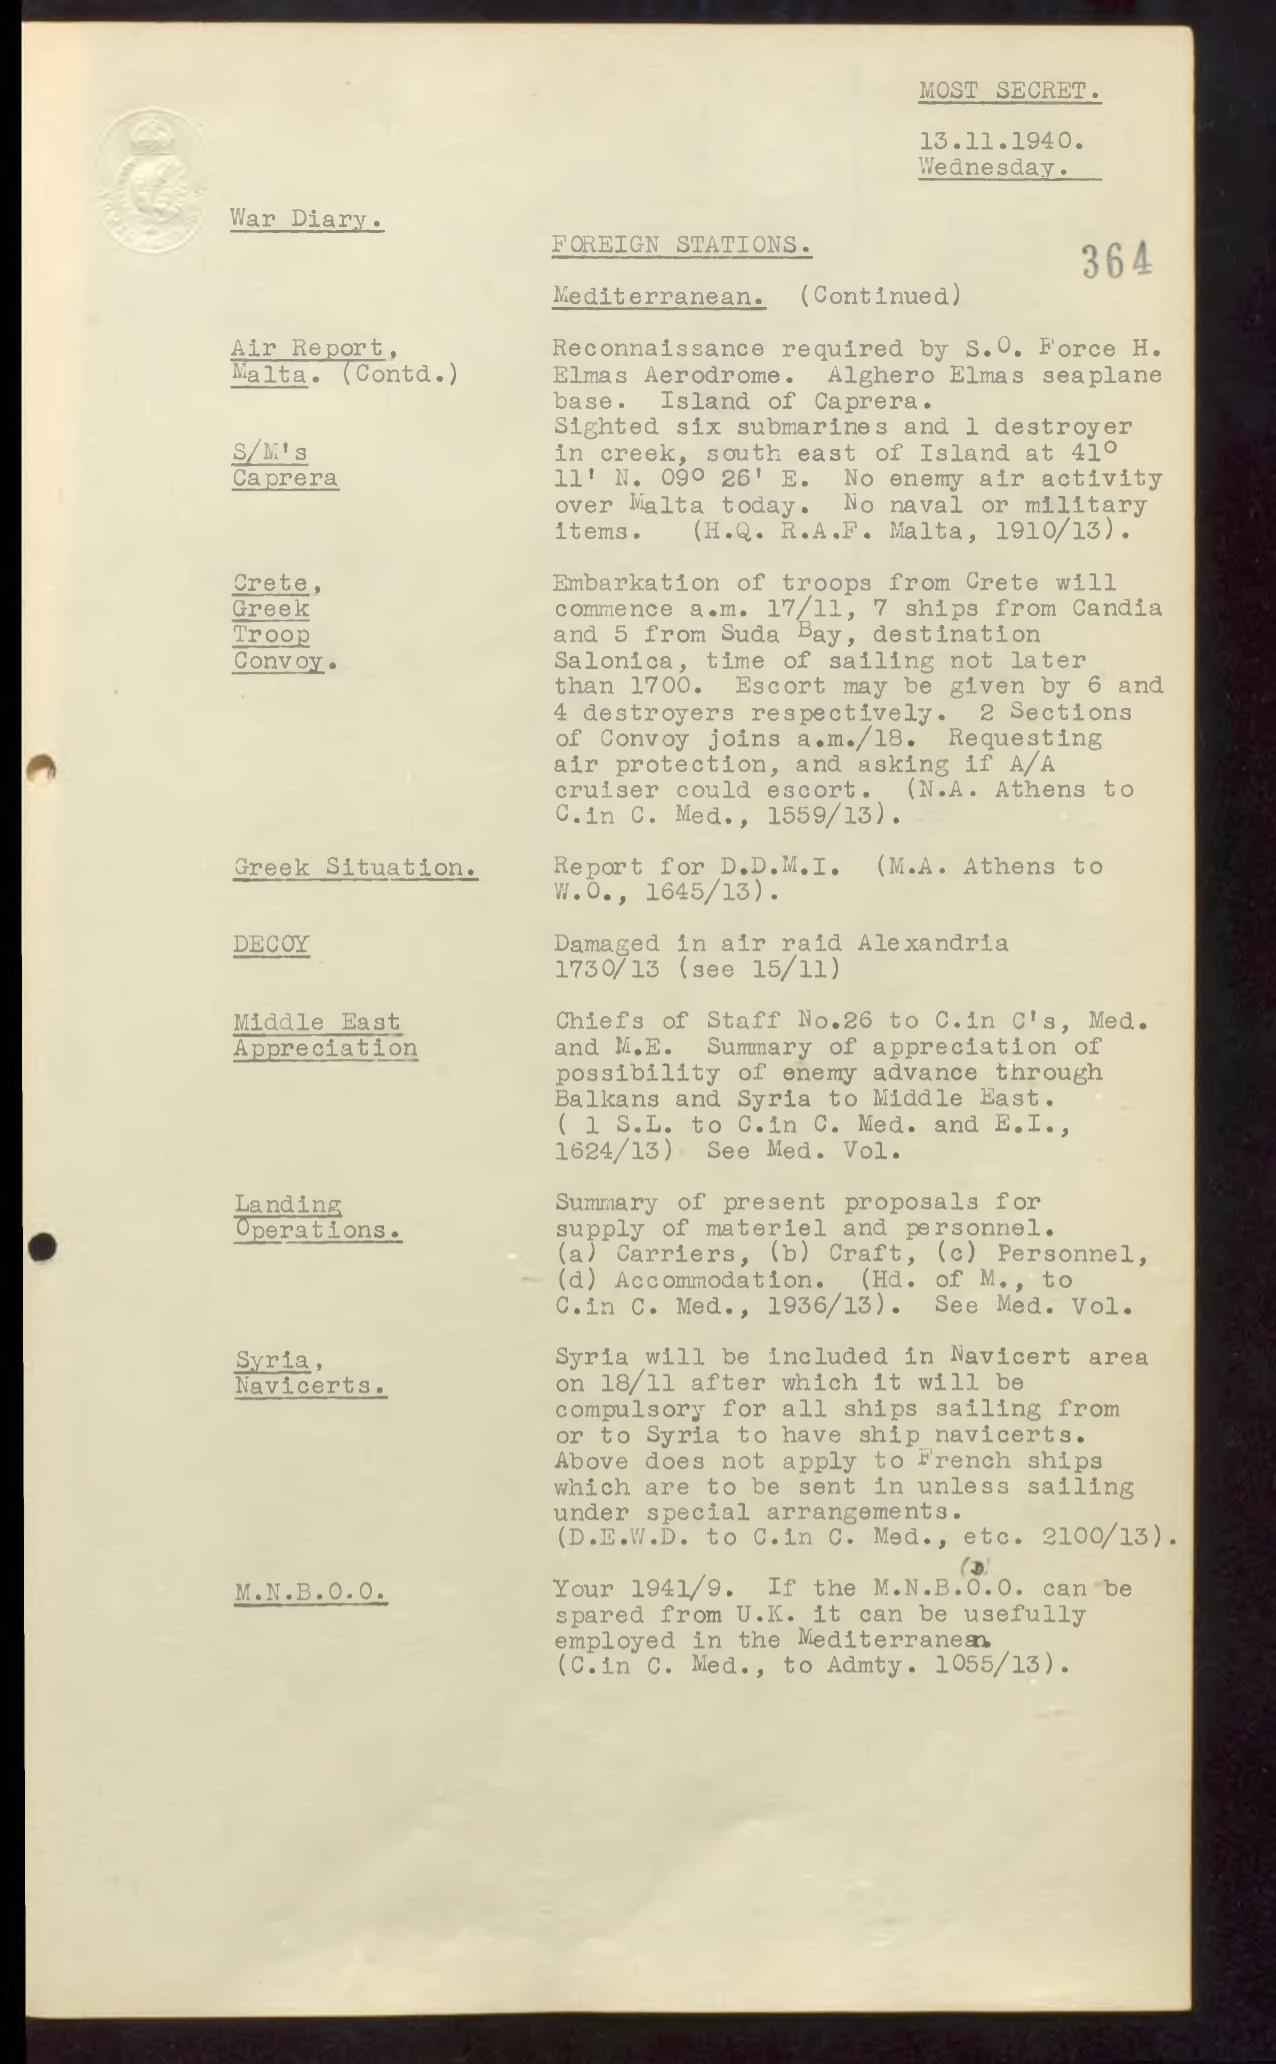 MOST SECRET.
13.11.1940.
Wednesday.
War Diary.
FOREIGN STATIONS.
364
Mediterranean. (Continued)
Air Report,
Malta. (Contd.)
Reconnaissance required by S.O. Force H.
Elmas Aerodrome. Alghero Elmas seaplane
base. Island of Caprera.
S/M's
Caprera
Sighted six submarines and 1 destroyer
in creek, south east of Island at 41°
11' N. 09° 26' E. No enemy air activity
over Malta today. No naval or military
items. (H.Q. R.A.F. Malta, 1910/13).
Crete,
Greek
Troop
Convoy.
Embarkation of troops from Crete will
commence a.m. 17/11, 7 ships from Candia
and 5 from Suda Bay, destination
Salonica, time of sailing not later
than 1700. Escort may be given by 6 and
4 destroyers respectively. 2 Sections
of Convoy joins a.m./18. Requesting
air protection, and asking if A/A
cruiser could escort. (N.A. Athens to
C.in C. Med., 1559/13).
Greek Situation.
Report for D.D.M.I. (M.A. Athens to
W.O., 1645/13).
DECOY
Damaged in air raid Alexandria
1730/13 (see 15/11)
Middle East
Appreciation
Chiefs of Staff No.26 to C.in C's, Med.
and M.E. Summary of appreciation of
possibility of enemy advance through
Balkans and Syria to Middle East.
( 1 S.L. to C.in C. Med. and E.I.,
1624/13) See Med. Vol.
Landing
Operations.
Summary of present proposals for
supply of materiel and personnel.
(a) Carriers, (b) Craft, (c) Personnel,
(d) Accommodation. (Hd. of M., to
C.in C. Med., 1936/13). See Med. Vol.
Syria,
Navicerts.
Syria will be included in Navicert area
on 18/11 after which it will be
compulsory for all ships sailing from
or to Syria to have ship navicerts.
Above does not apply to French ships
which are to be sent in unless sailing
under special arrangements.
(D.E.W.D. to C.in C. Med., etc. 2100/13).
M.N.B.O.O.
Your 1941/9. If the M.N.B.O.O. can be
spared from U.K. it can be usefully
employed in the Mediterranean.
(C.in C. Med., to Admty. 1055/13).